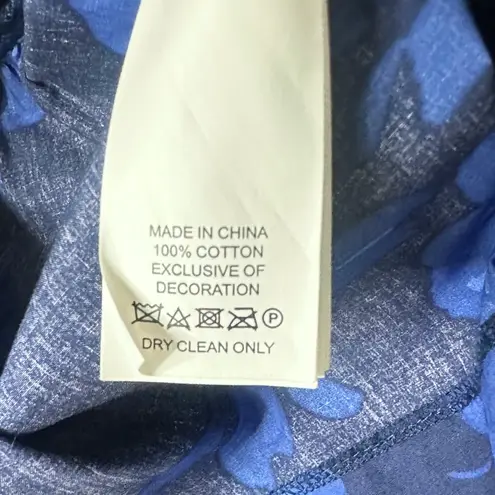 MADE IN CHINA
100% COTTON
EXCLUSIVE OF
DECORATION
P
DRY CLEAN ONLY